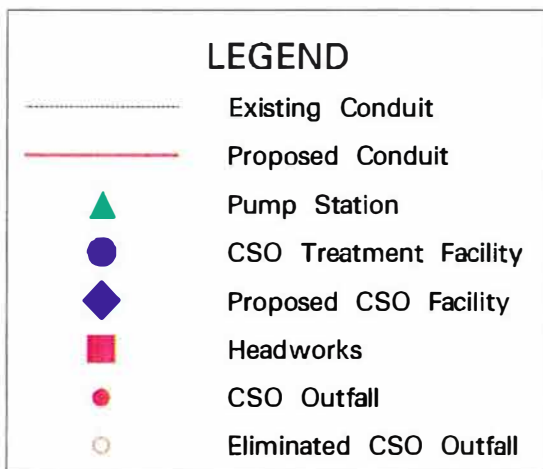 LEGEND
Existing Conduit
Proposed Conduit
Pump Station
CSO Treatment Facility
Proposed CSO Facility
Headworks
CSO Outfall
Eliminated CSO Outfall